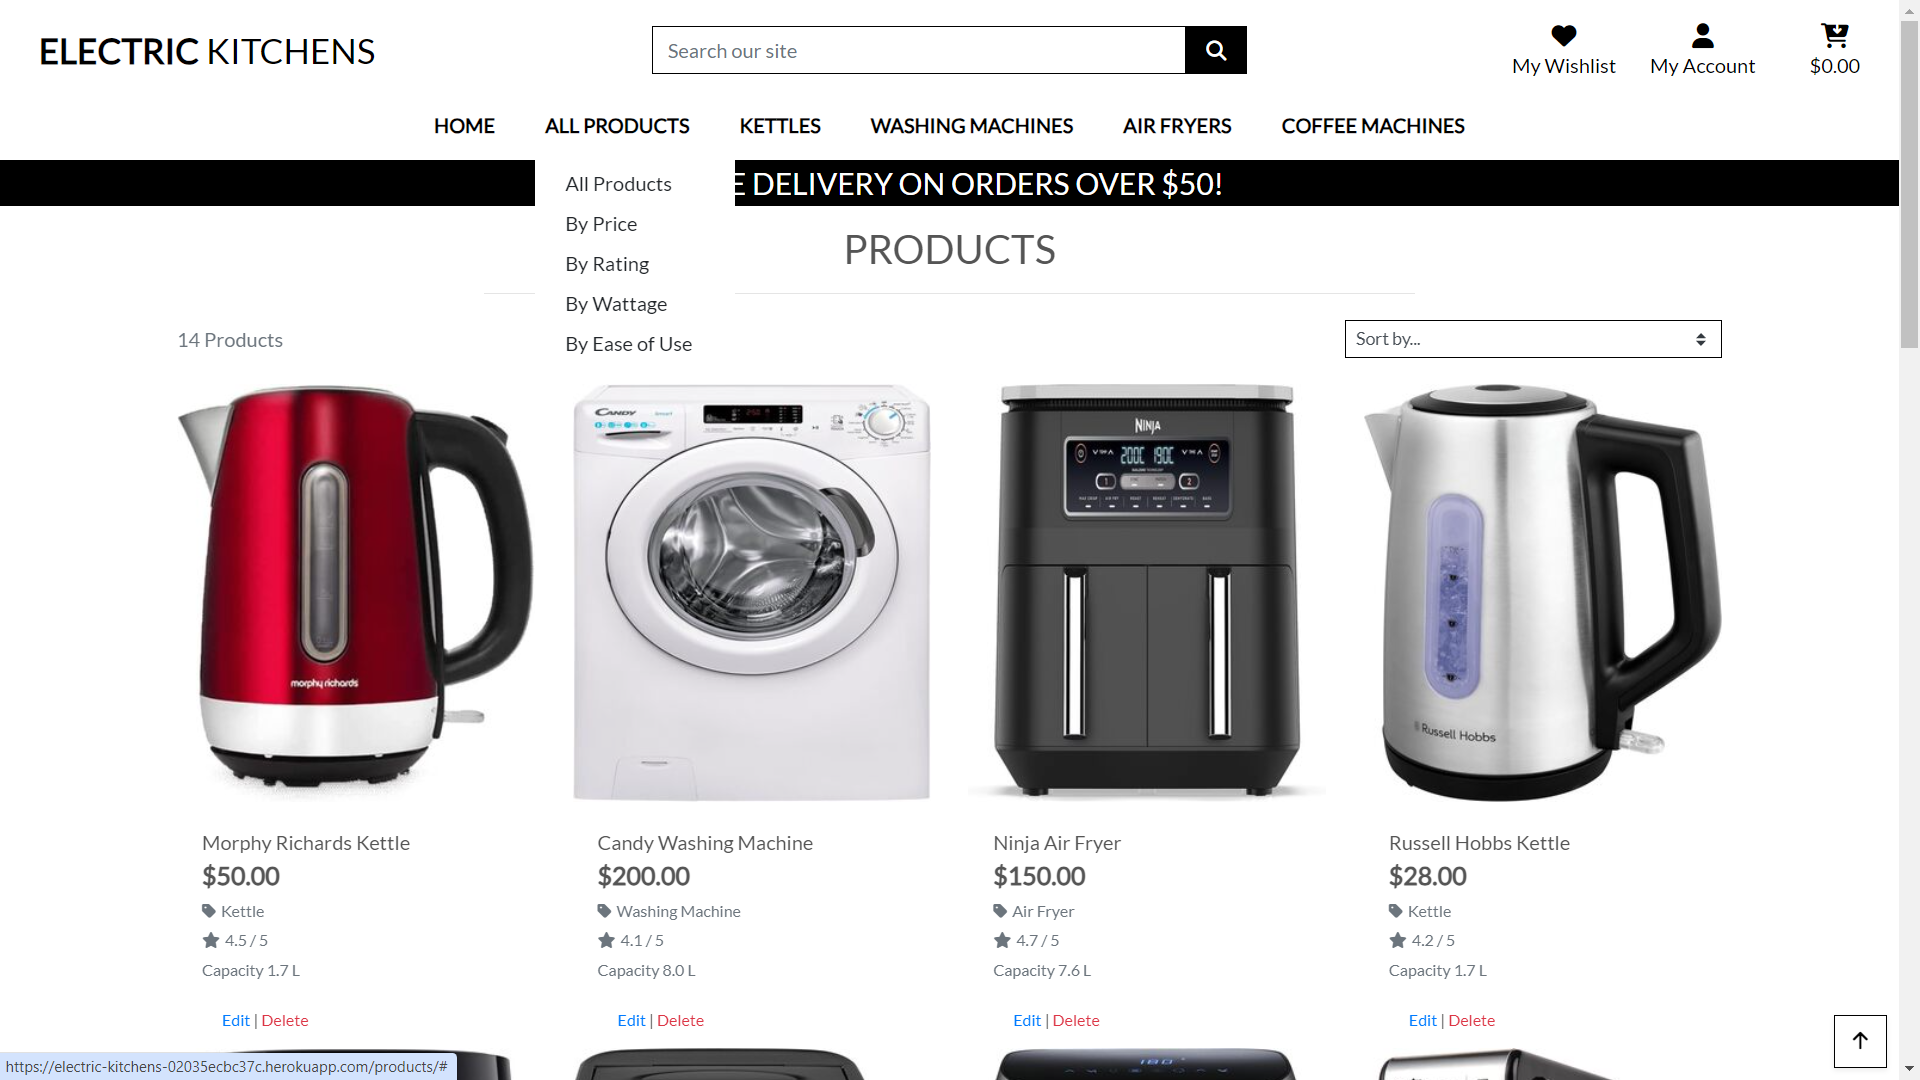 ELECTRIC KITCHENS
Search our site
My Wishlist
My Account
$0.00
HOME
ALL PRODUCTS
KETTLES
WASHING MACHINES
AIR FRYERS
COFFEE MACHINES
All Products
By Price
By Rating
By Wattage
By Ease of Use
E DELIVERY ON ORDERS OVER $50!
PRODUCTS
14 Products
Sort by...
morphy richards
CANDY
Smart
NINJA
200C 190C
1
2
Russell Hobbs
Morphy Richards Kettle
$50.00
Kettle
4.5 / 5
Capacity 1.7 L
Edit | Delete
Candy Washing Machine
$200.00
Washing Machine
4.1 / 5
Capacity 8.0 L
Edit | Delete
Ninja Air Fryer
$150.00
Air Fryer
4.7 / 5
Capacity 7.6 L
Edit | Delete
Russell Hobbs Kettle
$28.00
Kettle
4.2 / 5
Capacity 1.7 L
Edit | Delete
180
https://electric-kitchens-02035ecbc37c.herokuapp.com/products/#